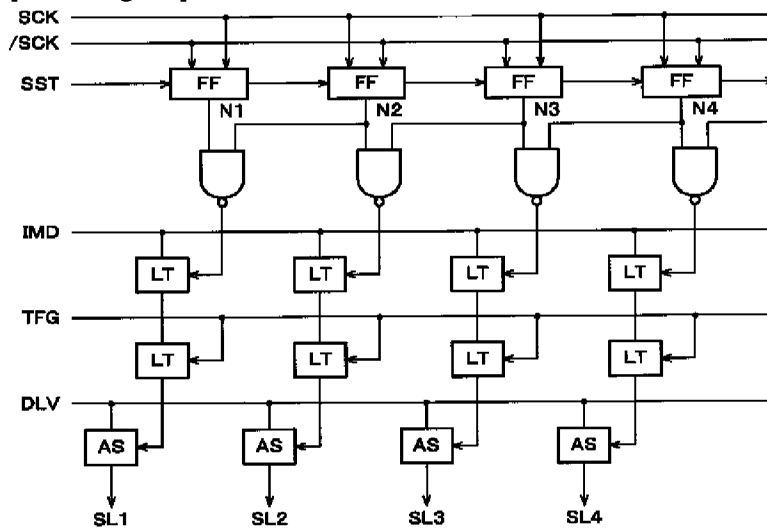 SCK
/SCK
SST
FF FF FF FF
N1 N2 N3 N4
IMD
LT LT LT LT
TFG
LT LT LT LT
DLV
AS AS AS AS
SL1 SL2 SL3 SL4